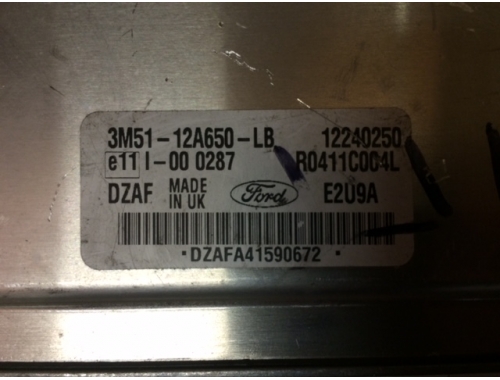 3M51-12A650-LB 12240250
e11 I-00 0287 R0411C004L
DZAF MADE IN UK Ford E2U9A
· DZAFA41590672 ·